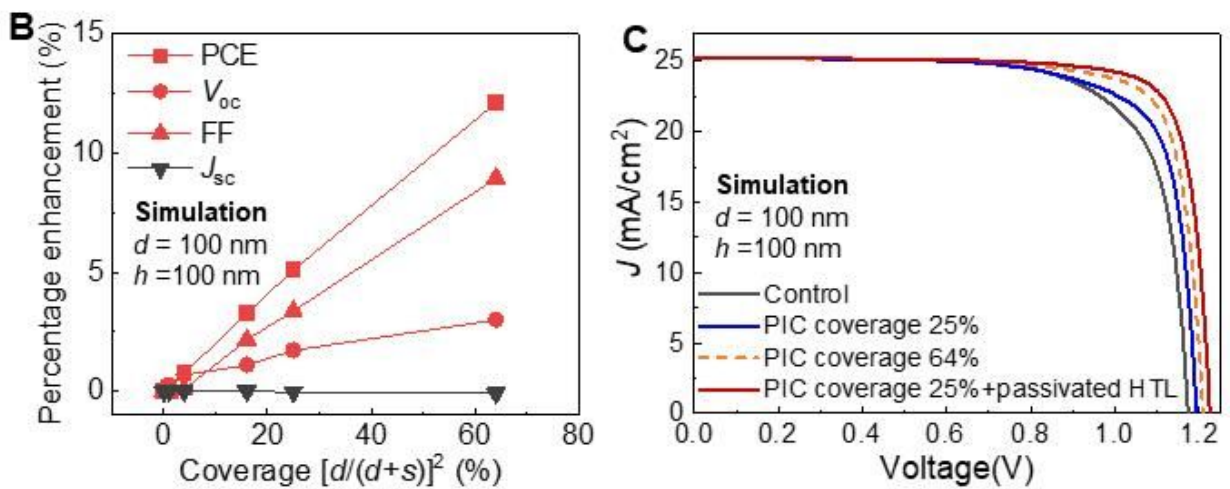 B
Percentage enhancement (%)
15
10
5
0
PCE
Voc
FF
Jsc
Simulation
d = 100 nm
h =100 nm
0 20 40 60 80
Coverage [d/(d+s)]² (%)
C
J (mA/cm²)
25
20
15
10
5
0
Simulation
d = 100 nm
h =100 nm
Control
PIC coverage 25%
PIC coverage 64%
PIC coverage 25%+passivated HTL
0.0 0.2 0.4 0.6 0.8 1.0 1.2
Voltage(V)